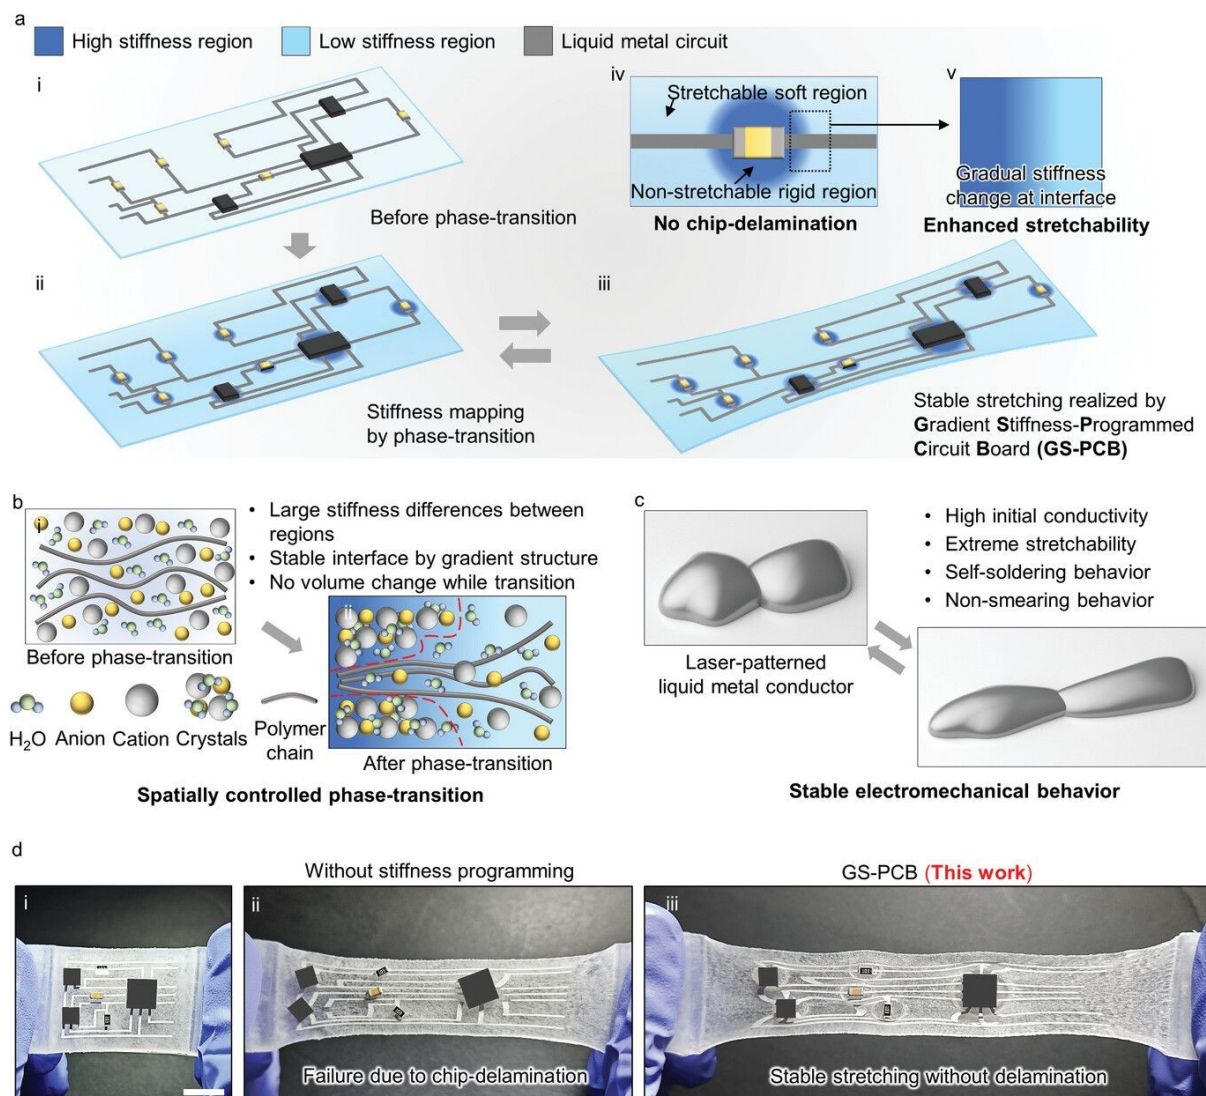 a
High stiffness region
Low stiffness region
Liquid metal circuit
i
Before phase-transition
ii
Stiffness mapping
by phase-transition
iii
Stable stretching realized by
Gradient Stiffness-Programmed
Circuit Board (GS-PCB)
iv
Stretchable soft region
Non-stretchable rigid region
No chip-delamination
v
Gradual stiffness
change at interface
Enhanced stretchability
b
i
Before phase-transition
• Large stiffness differences between
regions
• Stable interface by gradient structure
• No volume change while transition
ii
After phase-transition
H2O
Anion
Cation
Crystals
Polymer
chain
Spatially controlled phase-transition
c
Laser-patterned
liquid metal conductor
• High initial conductivity
• Extreme stretchability
• Self-soldering behavior
• Non-smearing behavior
Stable electromechanical behavior
d
i
Without stiffness programming
ii
Failure due to chip-delamination
GS-PCB (This work)
iii
Stable stretching without delamination